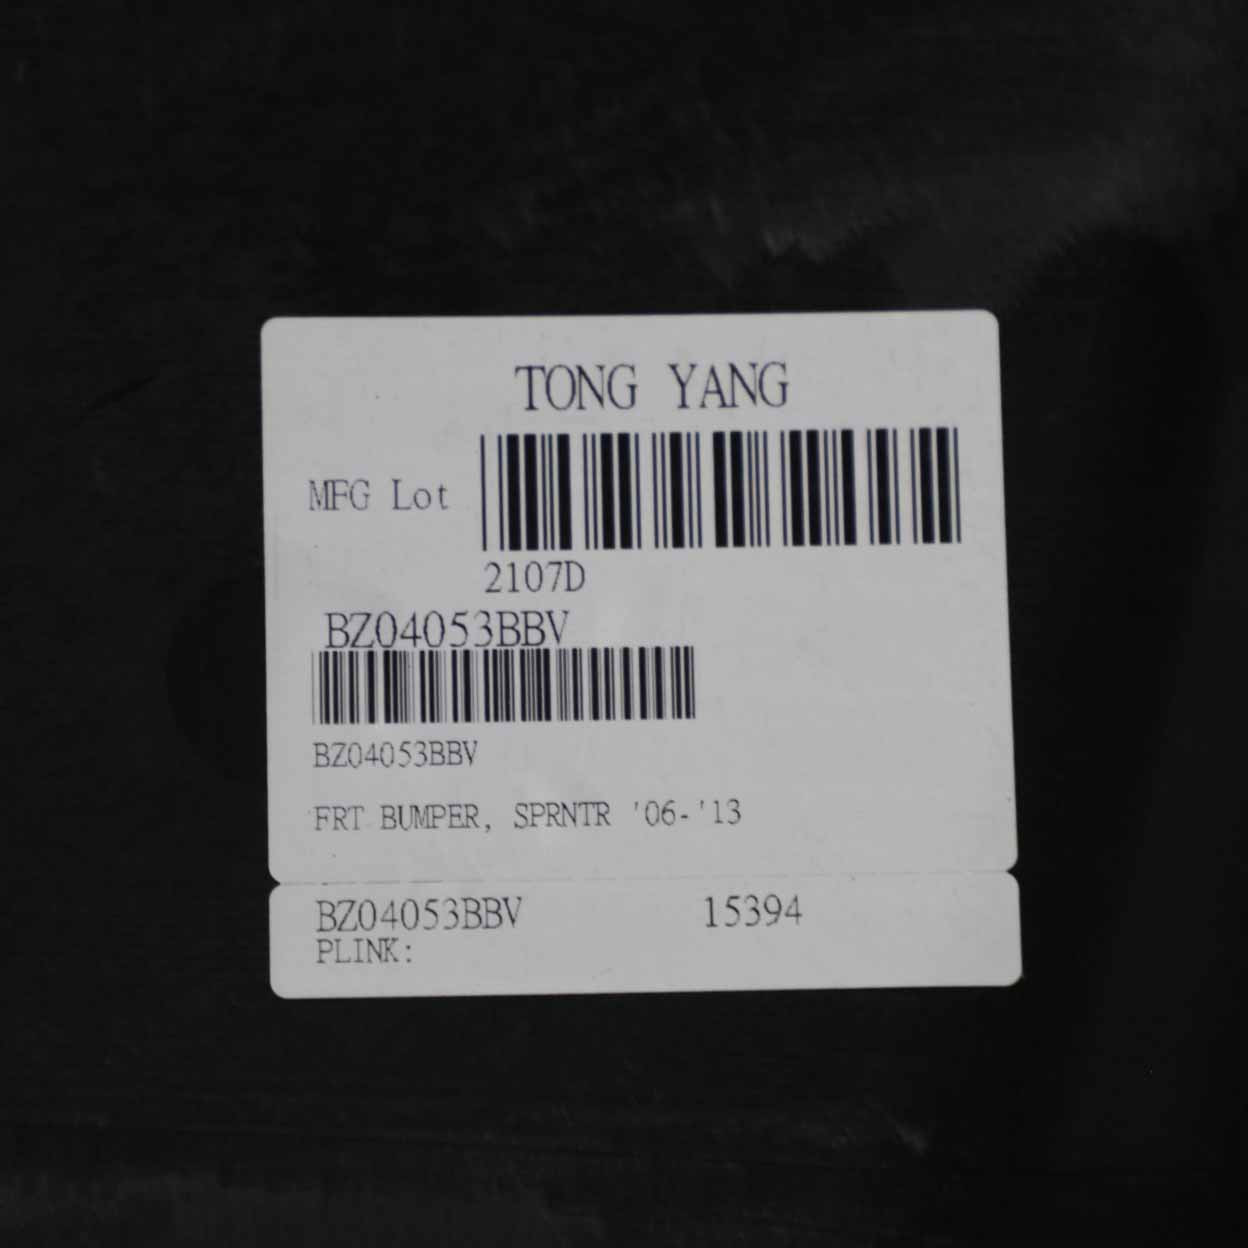 TONG YANG
MFG Lot
2107D
BZ04053BBV
BZ04053BBV
FRT BUMPER, SPRNTR '06-'13
BZ04053BBV 15394
PLINK: